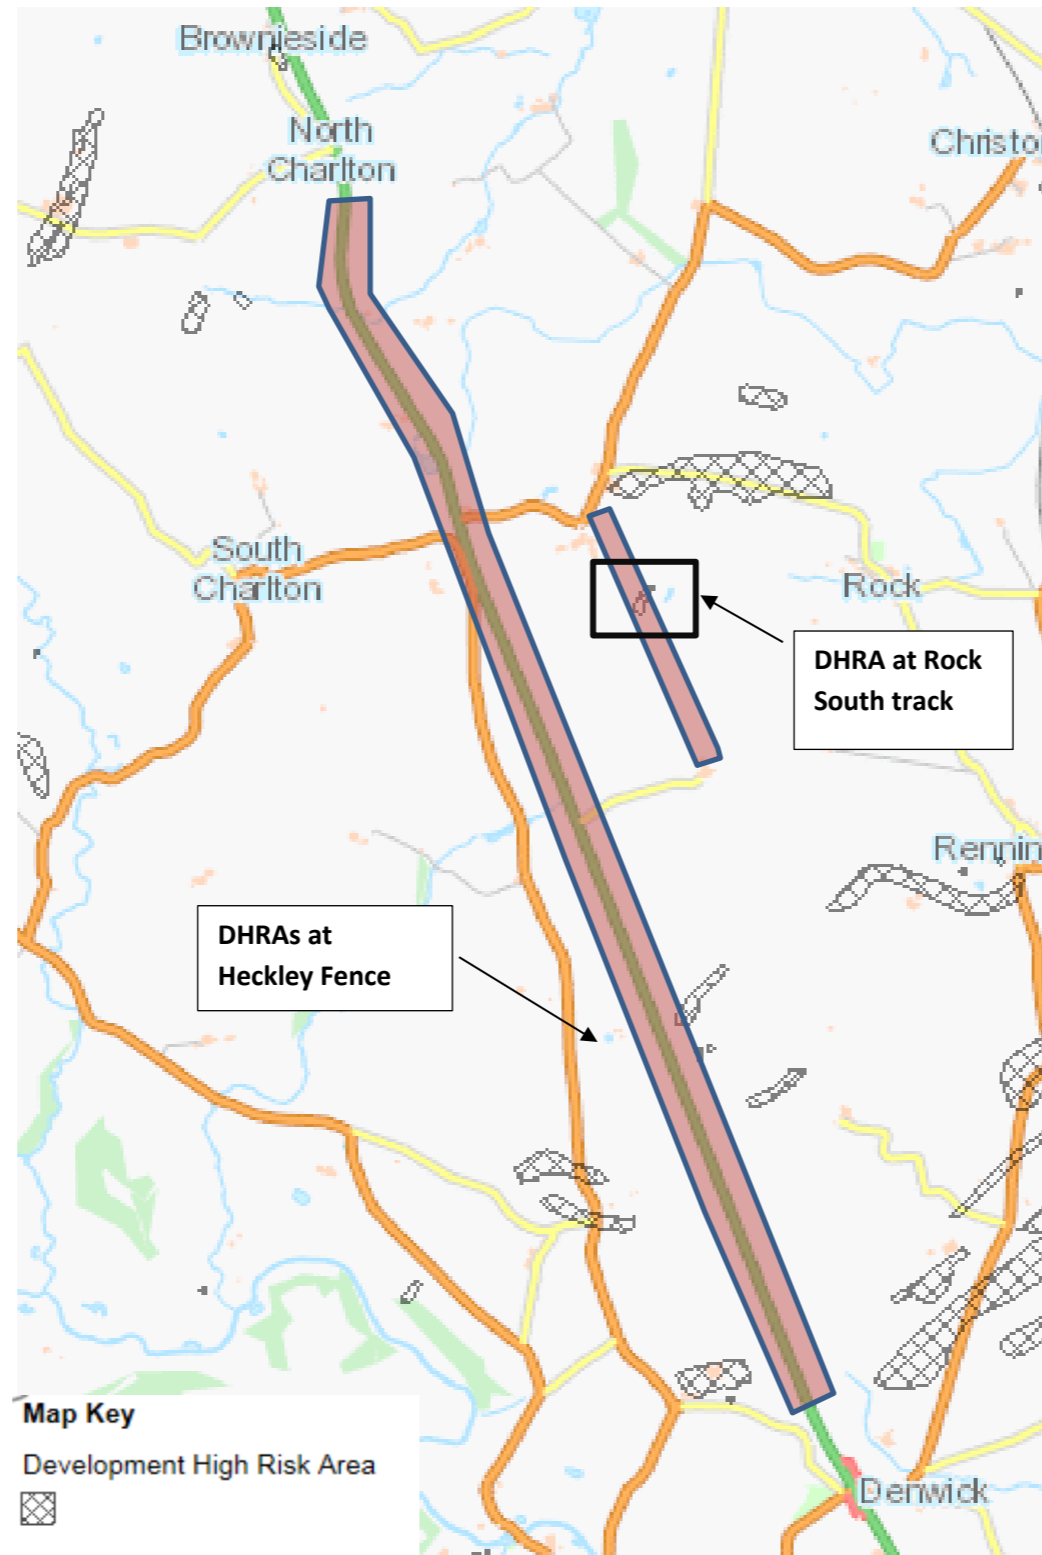 Brownieside
North
Charlton
Christo
South
Charlton
Rock
DHRA at Rock
South track
Rennin
DHRAs at
Heckley Fence
Map Key
Development High Risk Area
Denwick